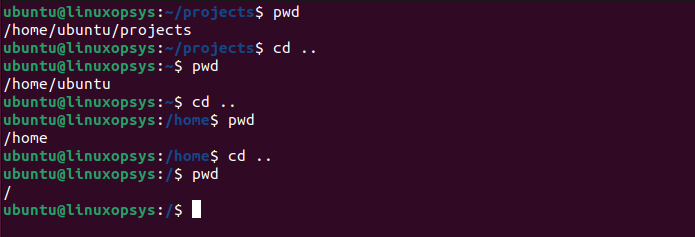 ubuntu@linuxopsys:~/projects$ pwd
/home/ubuntu/projects
ubuntu@linuxopsys:~/projects$ cd ..
ubuntu@linuxopsys:~$ pwd
/home/ubuntu
ubuntu@linuxopsys:~$ cd ..
ubuntu@linuxopsys:/home$ pwd
/home
ubuntu@linuxopsys:/home$ cd ..
ubuntu@linuxopsys:/$ pwd
/
ubuntu@linuxopsys:/$